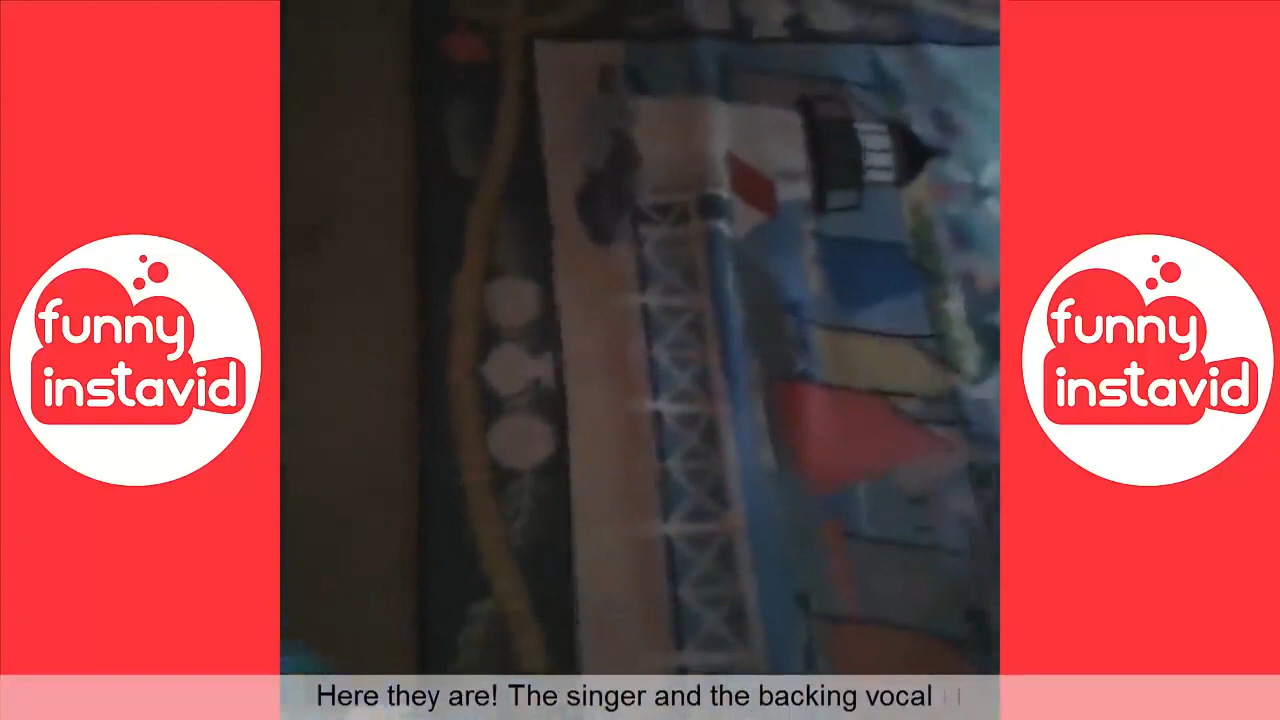 funny
instavid
funny
instavid
Here they are! The singer and the backing vocal